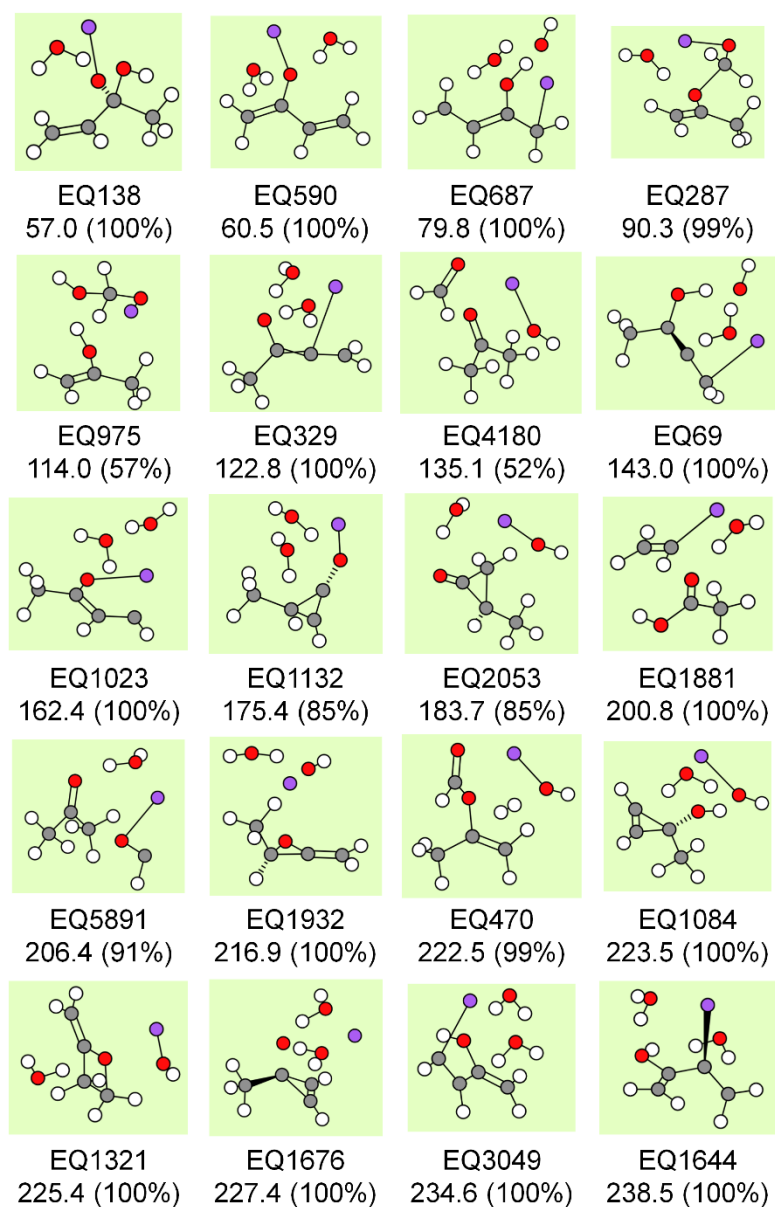 EQ138 EQ590 EQ687 EQ287
57.0 (100%) 60.5 (100%) 79.8 (100%) 90.3 (99%)
EQ975 EQ329 EQ4180 EQ69
114.0 (57%) 122.8 (100%) 135.1 (52%) 143.0 (100%)
EQ1023 EQ1132 EQ2053 EQ1881
162.4 (100%) 175.4 (85%) 183.7 (85%) 200.8 (100%)
EQ5891 EQ1932 EQ470 EQ1084
206.4 (91%) 216.9 (100%) 222.5 (99%) 223.5 (100%)
EQ1321 EQ1676 EQ3049 EQ1644
225.4 (100%) 227.4 (100%) 234.6 (100%) 238.5 (100%)